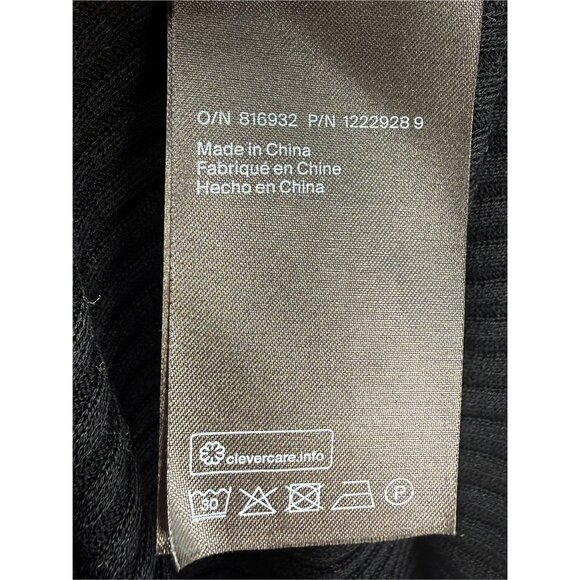 O/N 816932 P/N 1222928 9
Made in China
Fabriqué en Chine
Hecho en China
clevercare.info
30 P